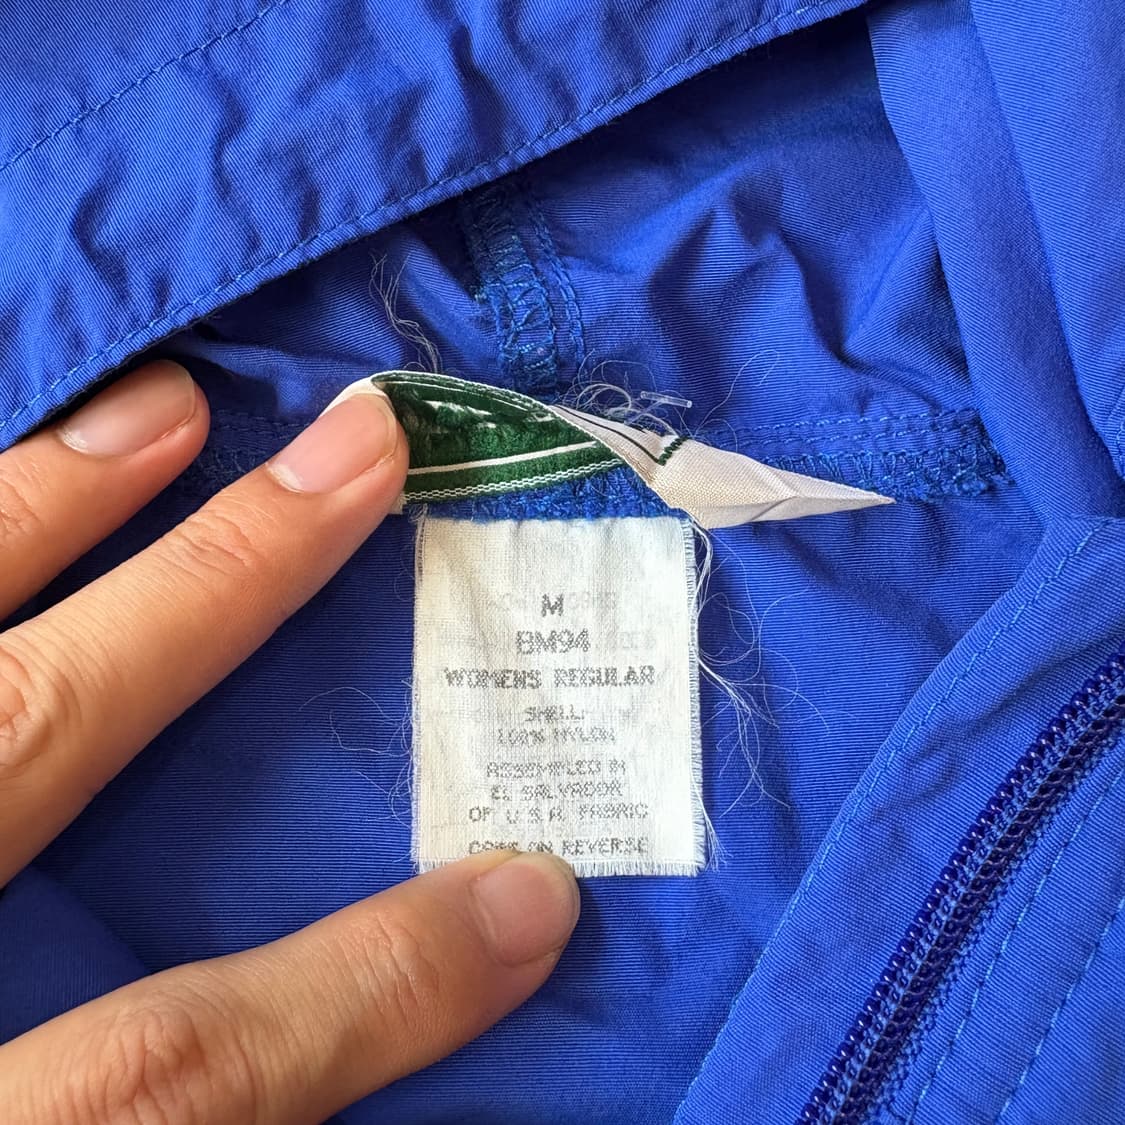 M
BM94
WOMENS REGULAR
SHELL:
100% NYLON
ASSEMBLED IN
EL SALVADOR
OF U.S.A. FABRIC
CARE ON REVERSE